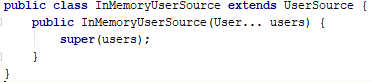 public class InMemoryUserSource extends UserSource {
    public InMemoryUserSource(User... users) {
        super(users);
    }
}